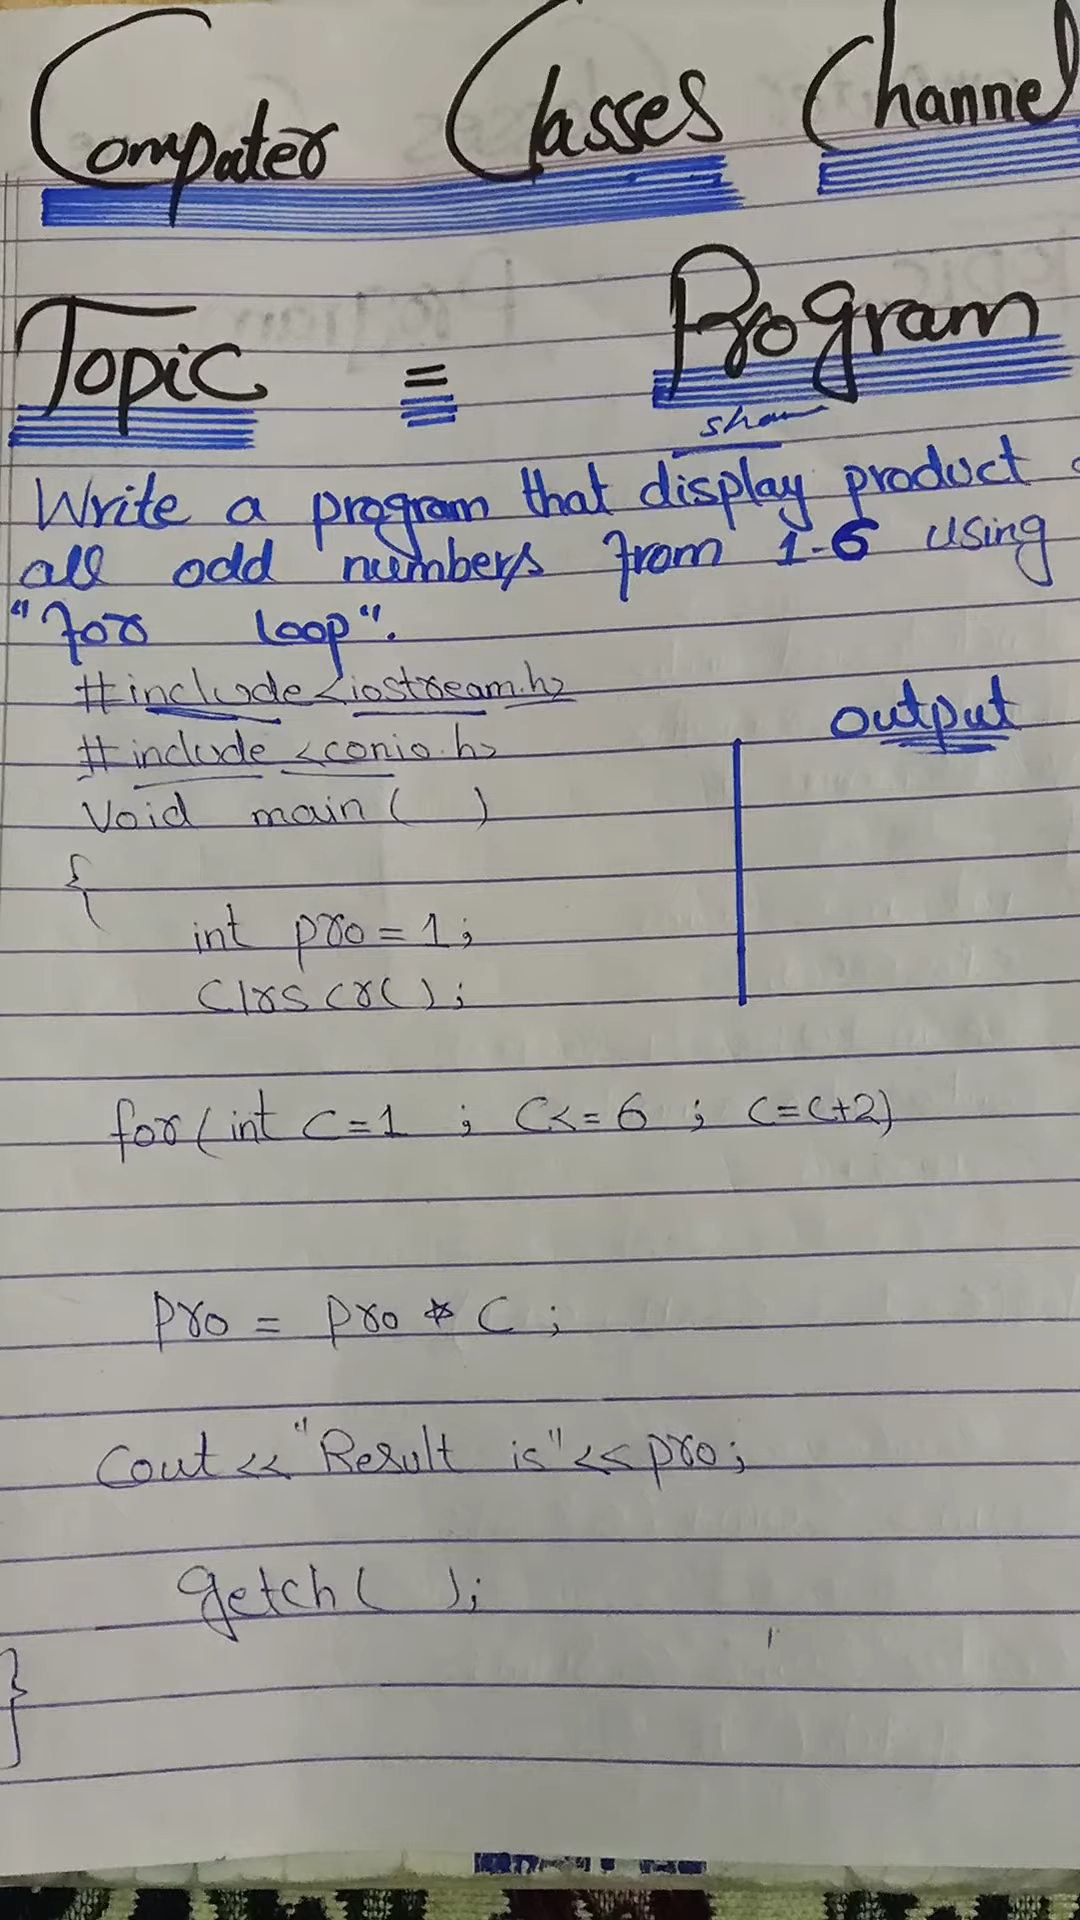 Computer Classes Channel
Topic = Program
show
Write a program that display product
all odd numbers from 1-6 using
"for loop".
#include<iostream.h>
output
#include <conio.h>
Void main( )
{
int pro=1;
Clrscr();
for(int C=1 ; C<=6 ; C=C+2)
pro = pro * C ;
Cout<<"Result is"<<pro;
getch( );
}